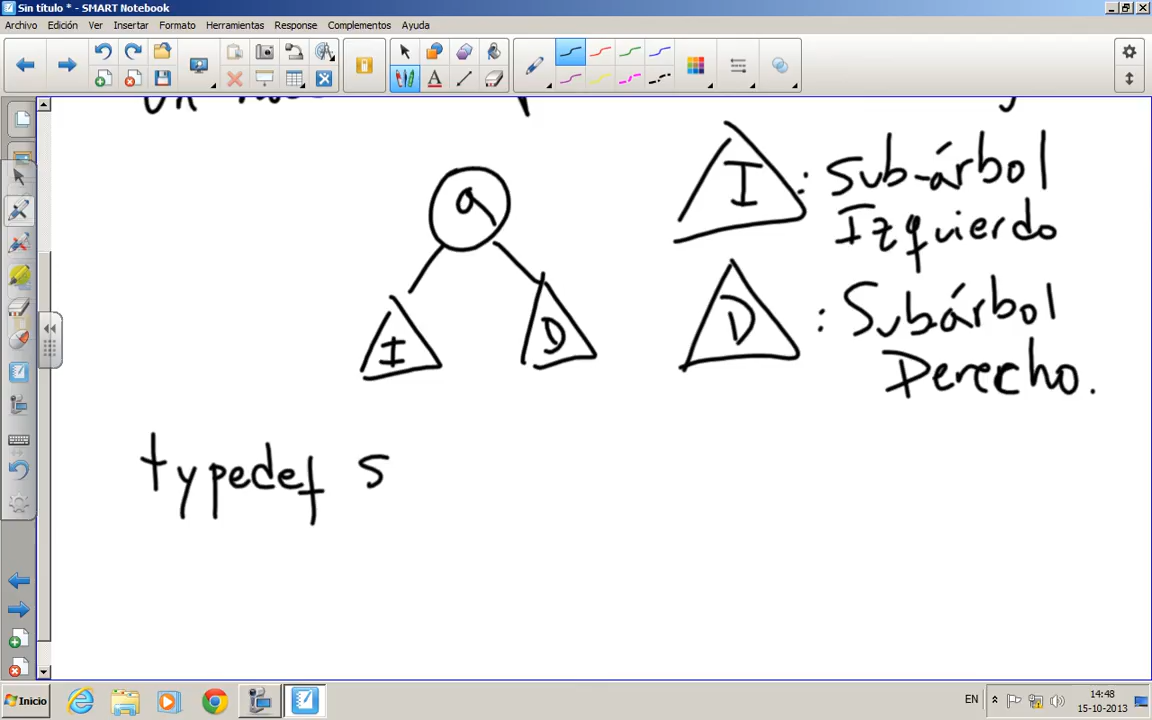 Sin título * - SMART Notebook
Archivo Edición Ver Insertar Formato Herramientas Response Complementos Ayuda
a
I
D
I : Sub-árbol
Izquierdo
D : Subárbol
Derecho.
typedef s
Inicio
EN
14:48
15-10-2013